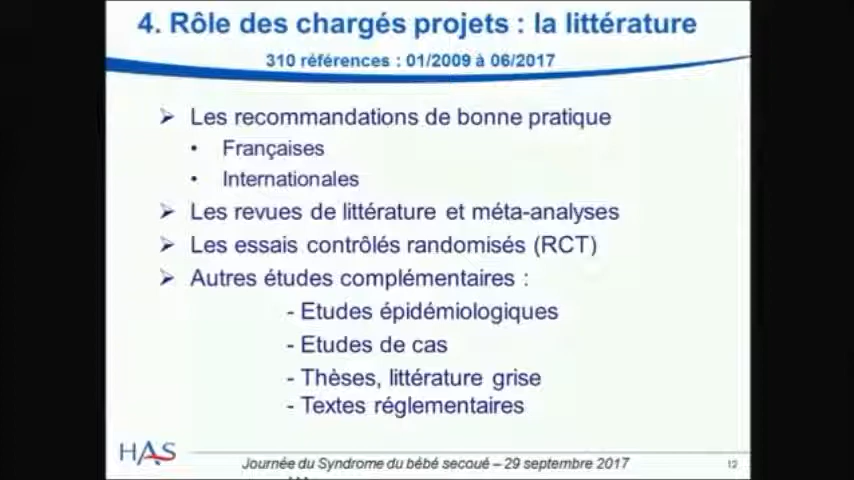 4. Rôle des chargés projets : la littérature
310 références : 01/2009 à 06/2017
➢ Les recommandations de bonne pratique
• Françaises
• Internationales
➢ Les revues de littérature et méta-analyses
➢ Les essais contrôlés randomisés (RCT)
➢ Autres études complémentaires :
- Etudes épidémiologiques
- Etudes de cas
- Thèses, littérature grise
- Textes réglementaires
HAS
Journée du Syndrome du bébé secoué – 29 septembre 2017
12